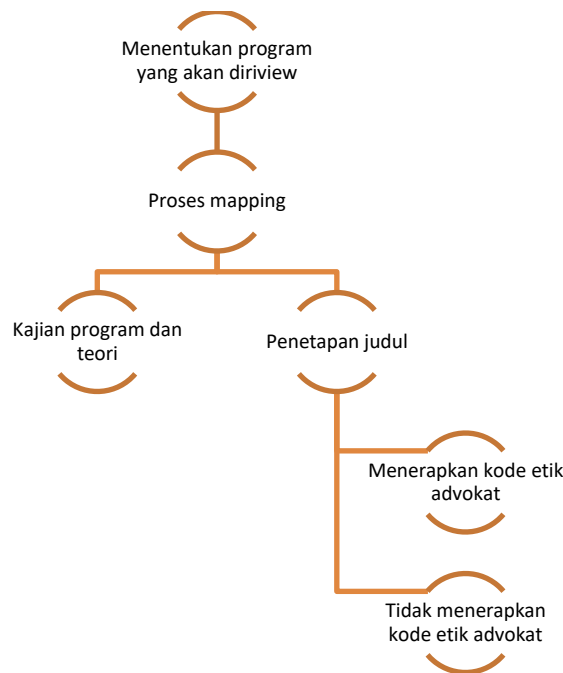 Menentukan program
yang akan diriview
Proses mapping
Kajian program dan
teori
Penetapan judul
Menerapkan kode etik
advokat
Tidak menerapkan
kode etik advokat